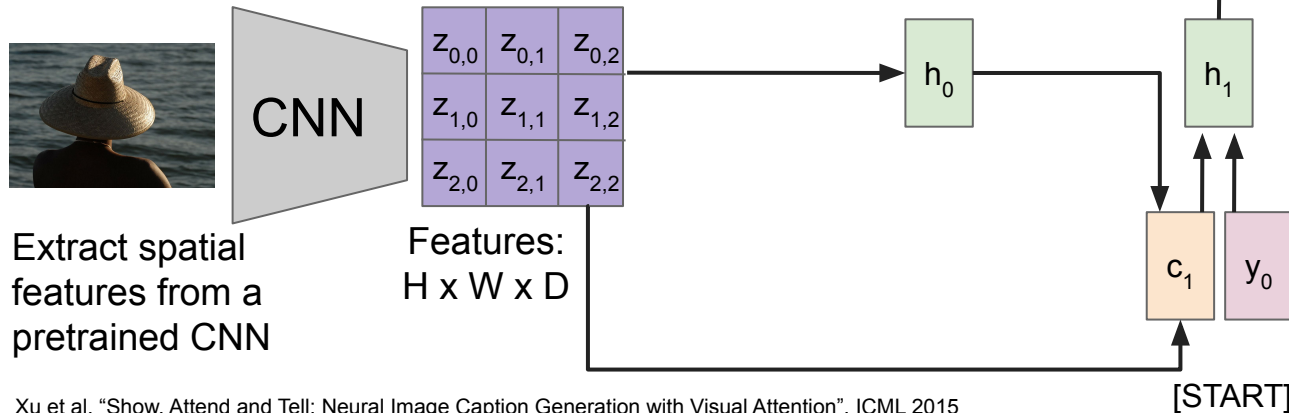 z0,0 z0,1 z0,2
z1,0 z1,1 z1,2
z2,0 z2,1 z2,2
CNN
h0
h1
Extract spatial
features from a
pretrained CNN
Features:
H x W x D
c1
y0
[START]
Xu et al, “Show, Attend and Tell: Neural Image Caption Generation with Visual Attention”, ICML 2015